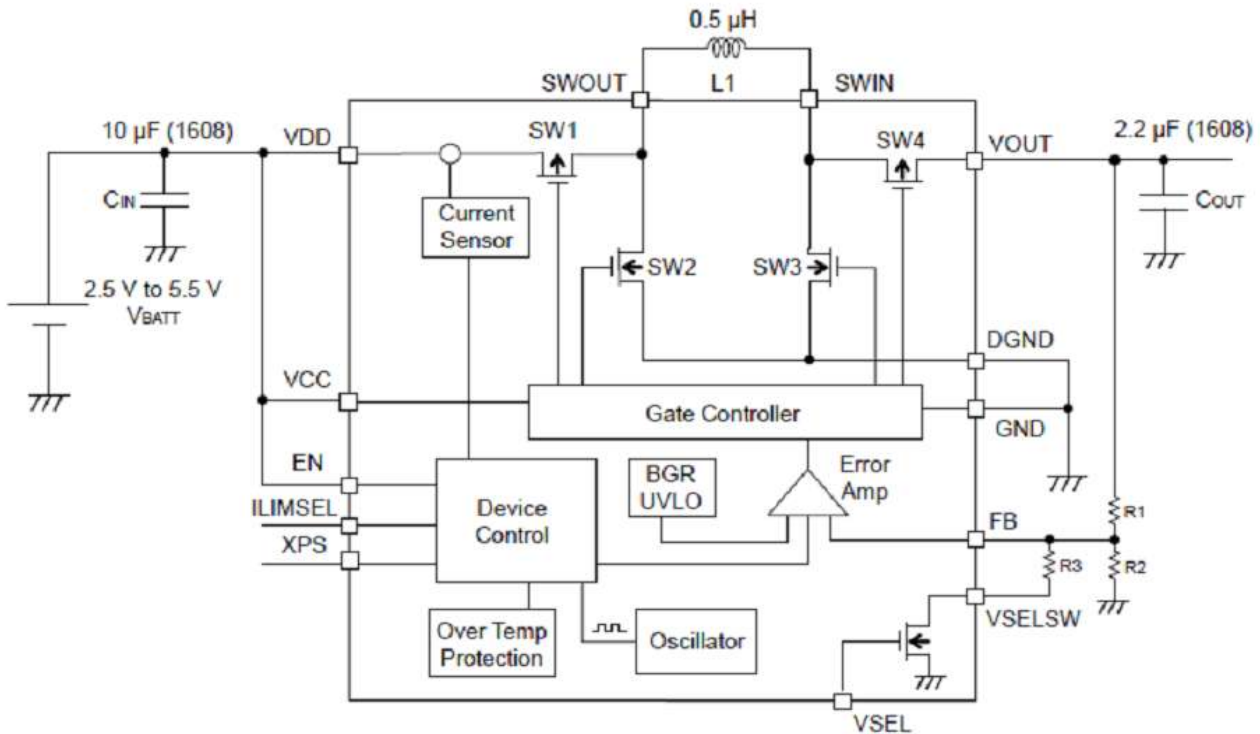 0.5 µH
SWOUT
L1
SWIN
10 µF (1608)
VDD
SW1
SW4
VOUT
2.2 µF (1608)
CIN
Current
Sensor
COUT
SW2
SW3
2.5 V to 5.5 V
VBATT
DGND
VCC
Gate Controller
GND
EN
BGR
UVLO
Error
Amp
ILIMSEL
Device
Control
FB
R1
XPS
R3
R2
VSELSW
Over Temp
Protection
Oscillator
VSEL